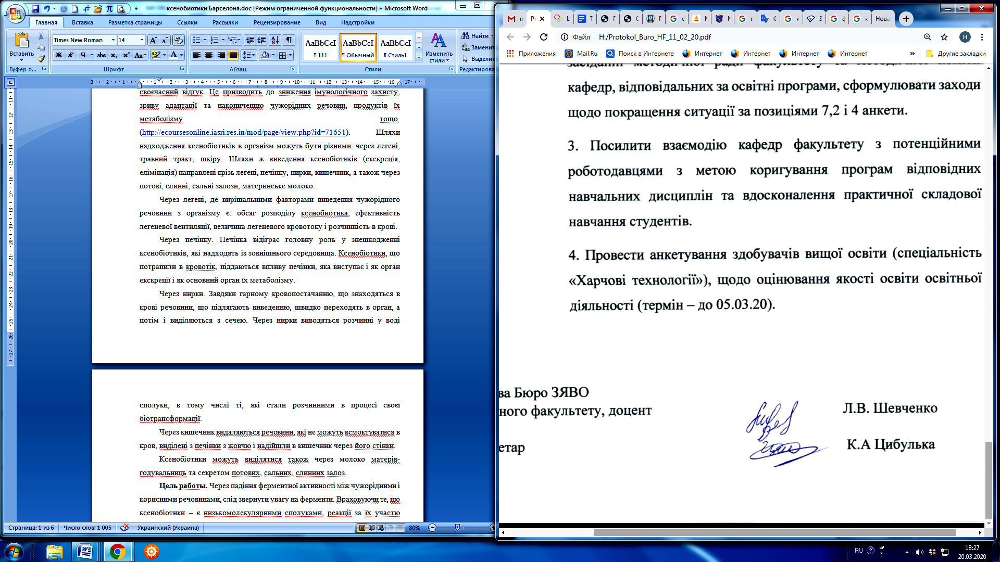 ксенобиотики Барселона.doc [Режим ограниченной функциональности] - Microsoft Word
Главная Вставка Разметка страницы Ссылки Рассылки Рецензирование Вид Надстройки
Вставить
Times New Roman 14
AaBbCcI AaBbCcI AaBbCcI
¶ 111 ¶ Обычный ¶ Стиль1
Изменить стили
Найти
Заменить
Выделить
Буфер о... Шрифт Абзац Стили Редактирова
своєчасний відгук. Це призводить до зниження імунологічного захисту,
зриву адаптації та накопиченню чужорідних речовин, продуктів їх
метаболізму тощо.
(http://ecoursesonline.iasri.res.in/mod/page/view.php?id=71651). Шляхи
надходження ксенобіотиків в організм можуть бути різними: через легені,
травний тракт, шкіру. Шляхи ж виведення ксенобіотиків (екскреція,
елімінація) направлені крізь легені, печінку, нирки, кишечник, а також через
потові, слинні, сальні залози, материнське молоко.
Через легені, де вирішальними факторами виведення чужорідного
речовини з організму є: обсяг розподілу ксенобиотика, ефективність
легеневої вентиляції, величина легеневого кровотоку і розчинність в крові.
Через печінку. Печінка відіграє головну роль у знешкодженні
ксенобіотиків, які надходять із зовнішнього середовища. Ксенобіотики, що
потрапили в кровотік, піддаються впливу печінки, яка виступає і як орган
екскреції і як основний орган їх метаболізму.
Через нирки. Завдяки гарному кровопостачанню, що знаходяться в
крові речовини, що підлягають виведенню, швидко переходять в орган, а
потім і виділяються з сечею. Через нирки виводяться розчинні у воді
сполуки, в тому числі ті, які стали розчинними в процесі своєї
біотрансформації.
Через кишечник видаляються речовини, які не можуть всмоктуватися в
кров, виділені з печінки з жовчю і надійшли в кишечник через його стінки.
Ксенобіотики можуть виділятися також через молоко матерів-
годувальниць та секретом потових, сальних, слинних залоз.
Цель работы. Через падіння ферментної активності між чужорідними і
корисними речовинами, слід звернути увагу на ферменти. Враховуючи те, що
ксенобіотики – є низькомолекулярними сполуками, реакції за їх участю
Страница: 1 из 6 Число слов: 1 005 Украинский (Украина) 80%
Файл H:/Protokol_Buro_HF_11_02_20.pdf
Приложения Mail.Ru Поиск в Интернете Интернет Интернет Интернет Интернет » Другие закладки
засіданні методичної ради факультету та
кафедр, відповідальних за освітні програми, сформулювати заходи
щодо покращення ситуації за позиціями 7,2 і 4 анкети.
3. Посилити взаємодію кафедр факультету з потенційними
роботодавцями з метою коригування програм відповідних
навчальних дисциплін та вдосконалення практичної складової
навчання студентів.
4. Провести анкетування здобувачів вищої освіти (спеціальність
«Харчові технології»), щодо оцінювання якості освіти освітньої
діяльності (термін – до 05.03.20).
ва Бюро ЗЯВО
ного факультету, доцент Л.В. Шевченко
етар К.А Цибулька
RU 18:27
20.03.2020